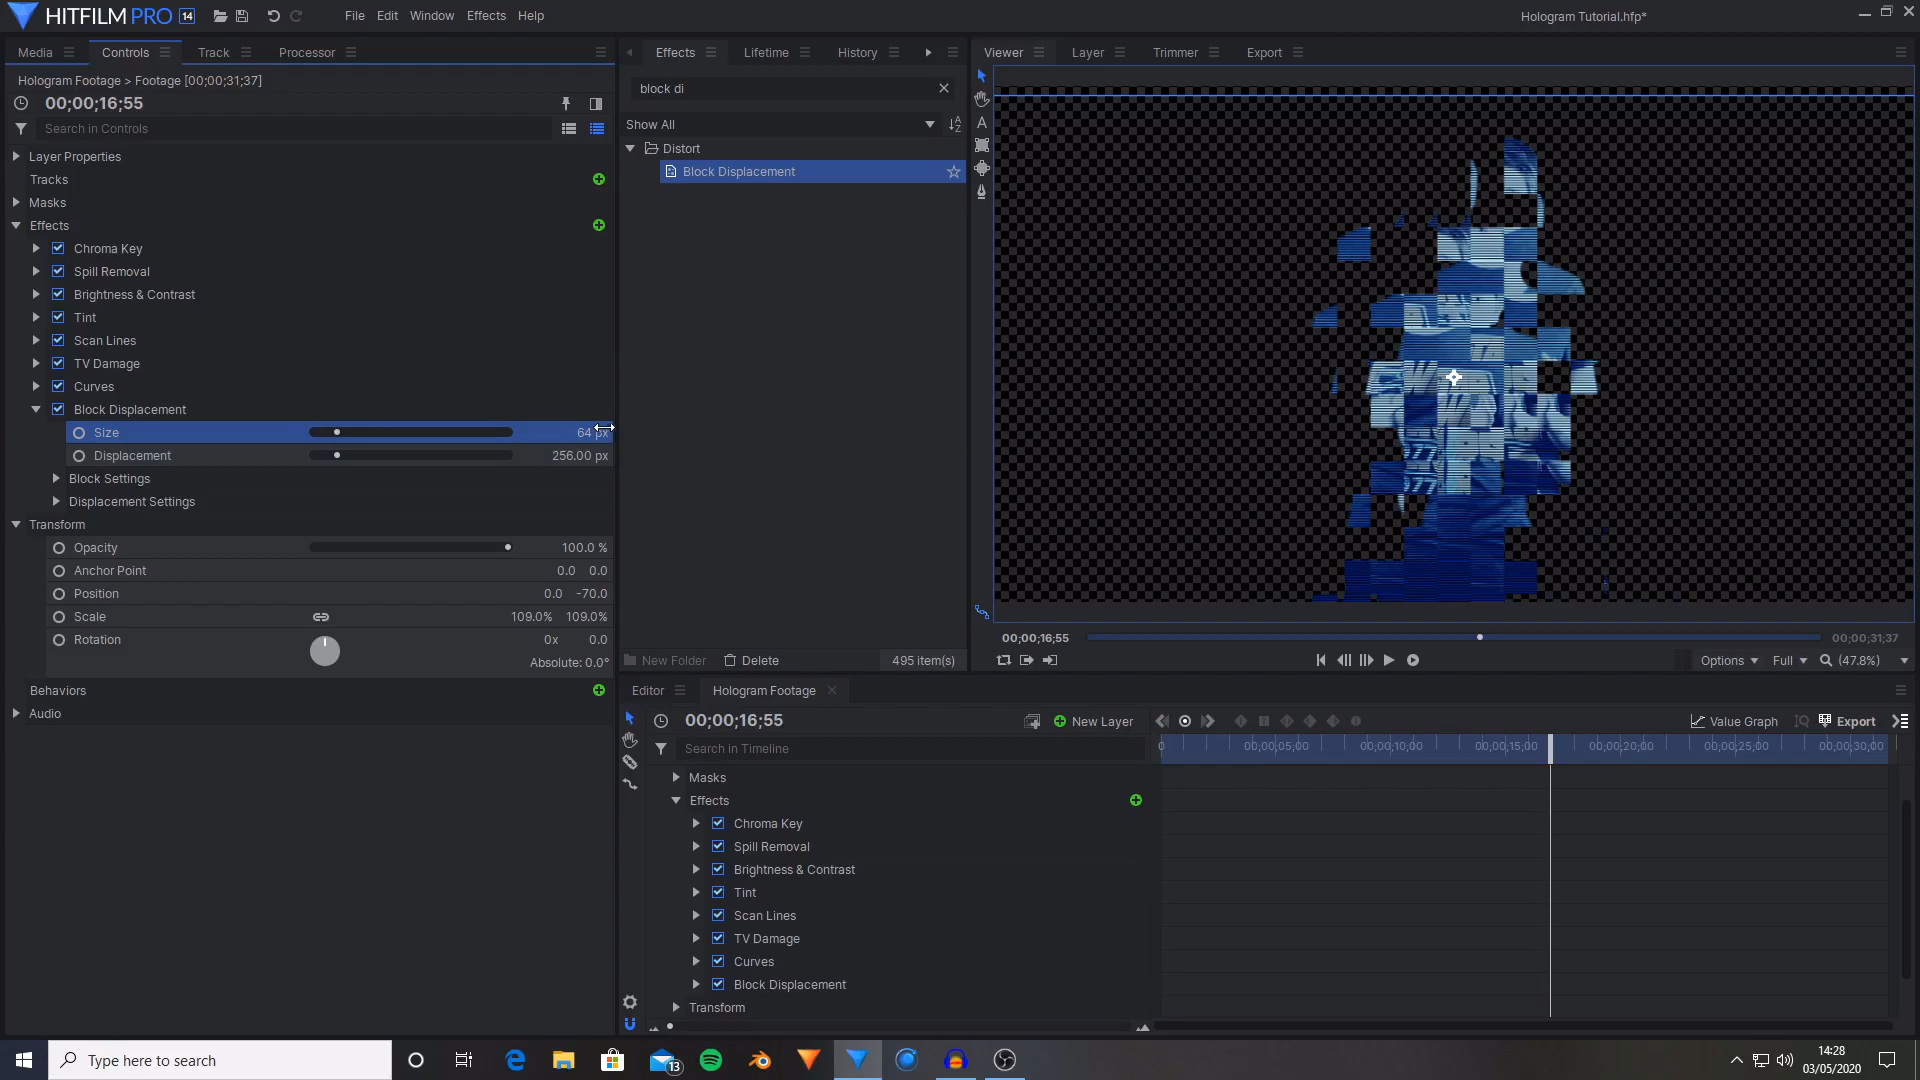 HITFILM PRO 14
File Edit Window Effects Help
Hologram Tutorial.hfp*
Media Controls Track Processor
Effects Lifetime History
Viewer Layer Trimmer Export
Hologram Footage > Footage [00;00;31;37]
00;00;16;55
Search in Controls
block di
Show All
Distort
Block Displacement
Layer Properties
Tracks
Masks
Effects
Chroma Key
Spill Removal
Brightness & Contrast
Tint
Scan Lines
TV Damage
Curves
Block Displacement
Size 64 px
Displacement 256.00 px
Block Settings
Displacement Settings
Transform
Opacity 100.0 %
Anchor Point 0.0 0.0
Position 0.0 -70.0
Scale 109.0% 109.0%
Rotation 0x 0.0
Absolute: 0.0°
Behaviors
Audio
New Folder Delete 495 item(s)
00;00;16;55 00;00;31;37
Options Full (47.8%)
Editor Hologram Footage
00;00;16;55
New Layer
Value Graph Export
Search in Timeline
0 00;00;05;00 00;00;10;00 00;00;15;00 00;00;20;00 00;00;25;00 00;00;30;00
Masks
Effects
Chroma Key
Spill Removal
Brightness & Contrast
Tint
Scan Lines
TV Damage
Curves
Block Displacement
Transform
Type here to search
13
14:28
03/05/2020